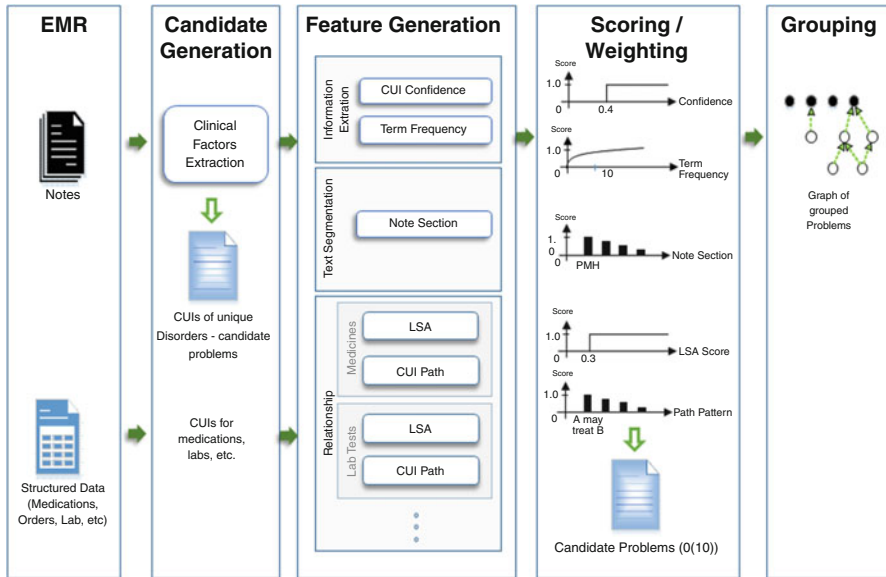 EMR
Notes
Structured Data
(Medications,
Orders, Lab, etc)
Candidate
Generation
Clinical
Factors
Extraction
CUIs of unique
Disorders - candidate
problems
CUIs for
medications,
labs, etc.
Feature Generation
Information
Extration
CUI Confidence
Term Frequency
Text Segmentation
Note Section
Relationship
Medicines
LSA
CUI Path
Lab Tests
LSA
CUI Path
Scoring /
Weighting
Score
1.0
0
0.4
Confidence
Score
1.0
0
10
Term
Frequency
Score
1.
0
0
PMH
Note Section
Score
1.0
0
0.3
LSA Score
Score
1.0
0
A may
treat B
Path Pattern
Candidate Problems (0(10))
Grouping
Graph of
grouped
Problems